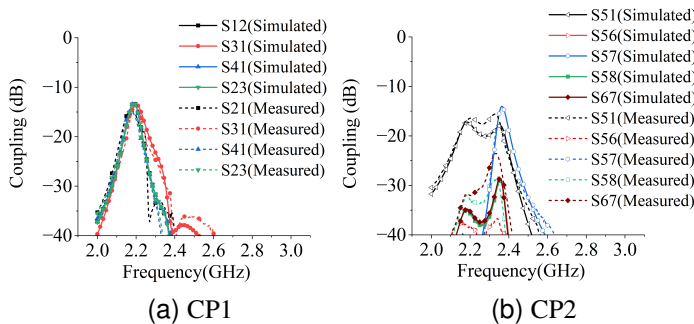 S12(Simulated)
S31(Simulated)
S41(Simulated)
S23(Simulated)
S21(Measured)
S31(Measured)
S41(Measured)
S23(Measured)
0
−10
−20
−30
−40
Coupling (dB)
2.0 2.2 2.4 2.6 2.8 3.0
Frequency(GHz)
(a) CP1
S51(Simulated)
S56(Simulated)
S57(Simulated)
S58(Simulated)
S67(Simulated)
S51(Measured)
S56(Measured)
S57(Measured)
S58(Measured)
S67(Measured)
0
−10
−20
−30
−40
Coupling (dB)
2.0 2.2 2.4 2.6 2.8 3.0
Frequency(GHz)
(b) CP2